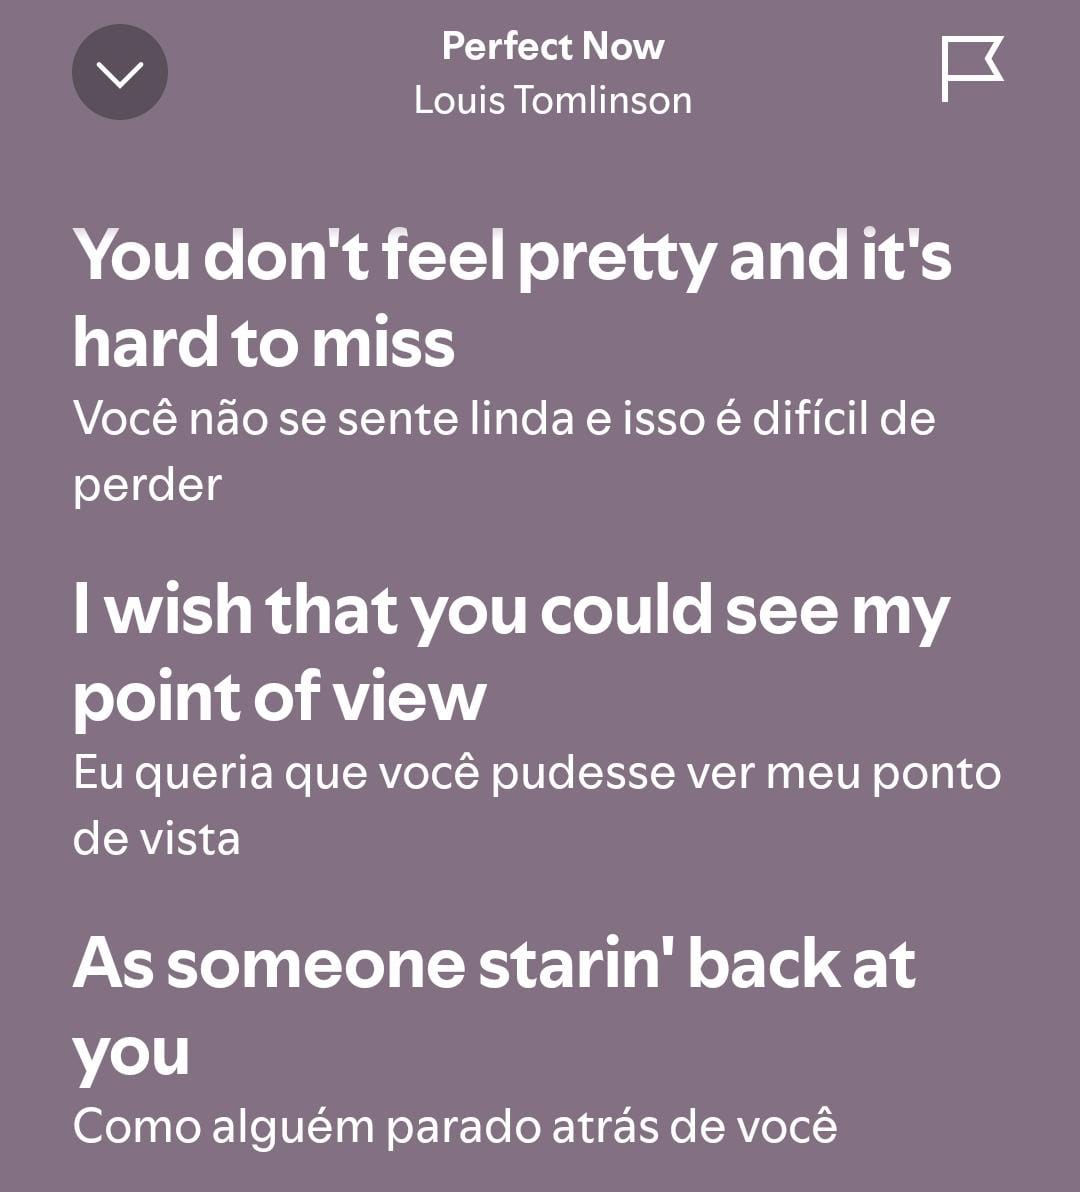 Perfect Now
Louis Tomlinson
You don't feel pretty and it's
hard to miss
Você não se sente linda e isso é difícil de
perder
I wish that you could see my
point of view
Eu queria que você pudesse ver meu ponto
de vista
As someone starin' back at
you
Como alguém parado atrás de você